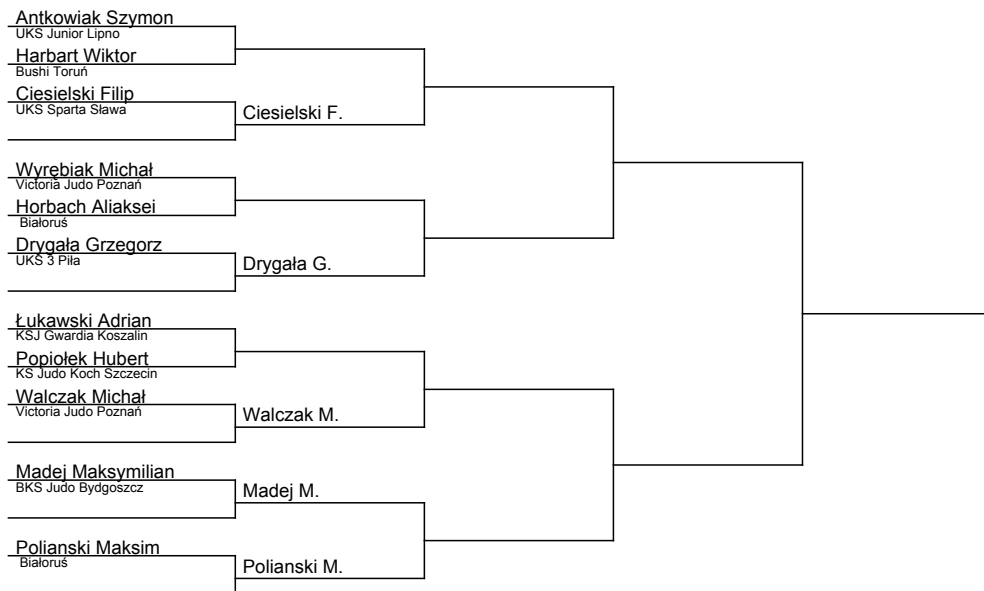 Antkowiak Szymon
UKS Junior Lipno
Harbart Wiktor
Bushi Toruń
Ciesielski Filip
UKS Sparta Sława
Ciesielski F.
Wyrębiak Michał
Victoria Judo Poznań
Horbach Aliaksei
Białoruś
Drygała Grzegorz
UKS 3 Piła
Drygała G.
Łukawski Adrian
KSJ Gwardia Koszalin
Popiołek Hubert
KS Judo Koch Szczecin
Walczak Michał
Victoria Judo Poznań
Walczak M.
Madej Maksymilian
BKS Judo Bydgoszcz
Madej M.
Polianski Maksim
Białoruś
Polianski M.